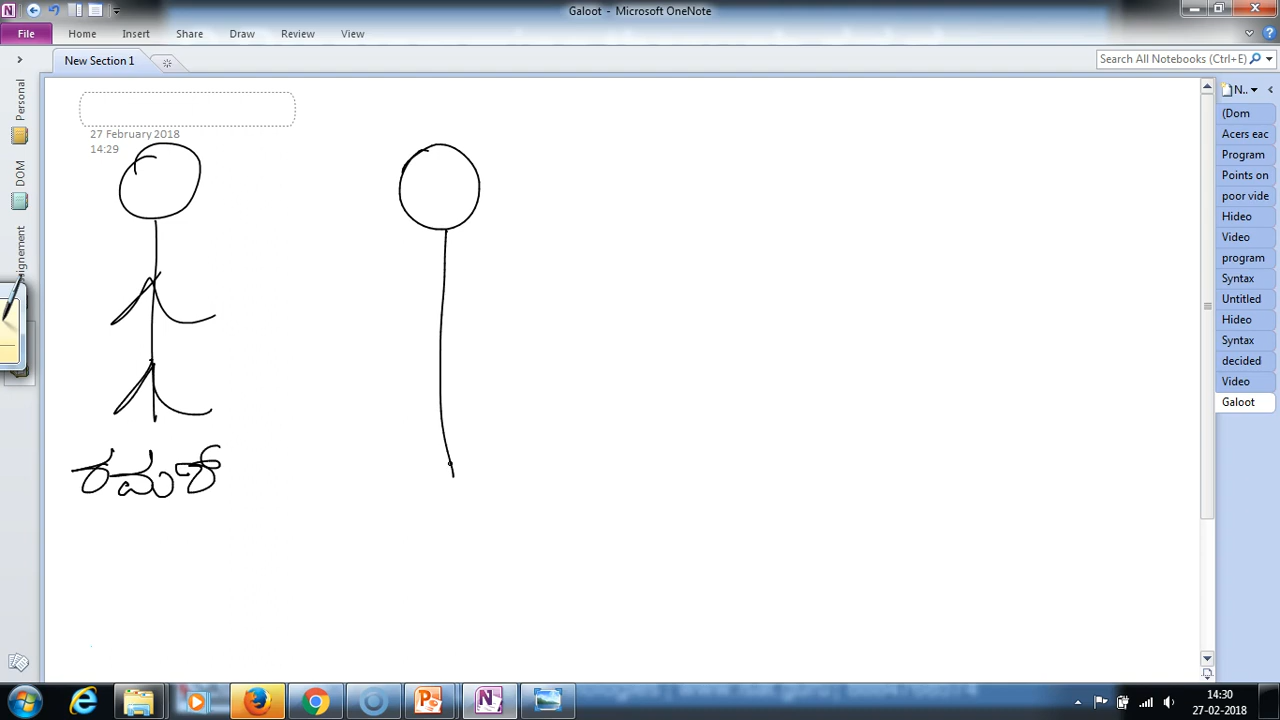 Galoot - Microsoft OneNote
File Home Insert Share Draw Review View
New Section 1
Search All Notebooks (Ctrl+E)
N..
27 February 2018
14:29
Personal
DOM
ignement
(Dom
Acers eac
Program
Points on
poor vide
Hideo
Video
program
Syntax
Untitled
Hideo
Syntax
decided
Video
Galoot
14:30
27-02-2018